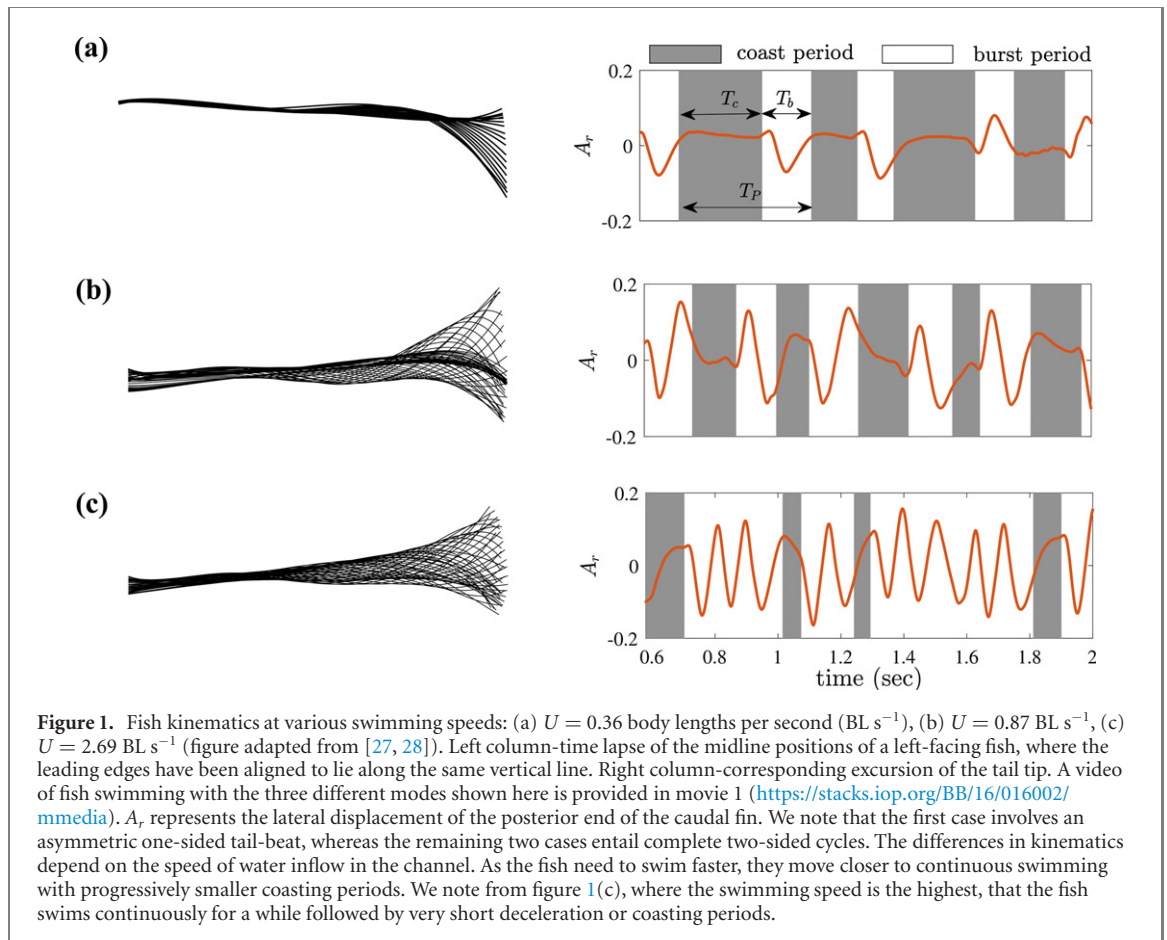 (a)
coast period
burst period
0.2
T_c
T_b
A_r
0
T_P
-0.2
(b)
0.2
A_r
0
-0.2
(c)
0.2
A_r
0
-0.2
0.6
0.8
1
1.2
1.4
1.6
1.8
2
time (sec)
Figure 1. Fish kinematics at various swimming speeds: (a) U = 0.36 body lengths per second (BL s⁻¹), (b) U = 0.87 BL s⁻¹, (c)
U = 2.69 BL s⁻¹ (figure adapted from [27, 28]). Left column-time lapse of the midline positions of a left-facing fish, where the
leading edges have been aligned to lie along the same vertical line. Right column-corresponding excursion of the tail tip. A video
of fish swimming with the three different modes shown here is provided in movie 1 (https://stacks.iop.org/BB/16/016002/
mmedia). A_r represents the lateral displacement of the posterior end of the caudal fin. We note that the first case involves an
asymmetric one-sided tail-beat, whereas the remaining two cases entail complete two-sided cycles. The differences in kinematics
depend on the speed of water inflow in the channel. As the fish need to swim faster, they move closer to continuous swimming
with progressively smaller coasting periods. We note from figure 1(c), where the swimming speed is the highest, that the fish
swims continuously for a while followed by very short deceleration or coasting periods.